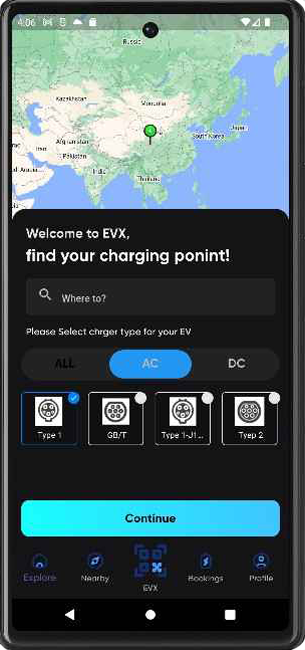 4:06
Russia
Kazakhstan
Mongolia
Afghanistan
Pakistan
South Korea
Japan
India
Thailand
Welcome to EVX,
find your charging ponint!
Where to?
Please Select chrger type for your EV
ALL AC DC
Type 1 GB/T Type 1-J1... Tyep 2
Continue
Explore Nearby EVX Bookings Profile